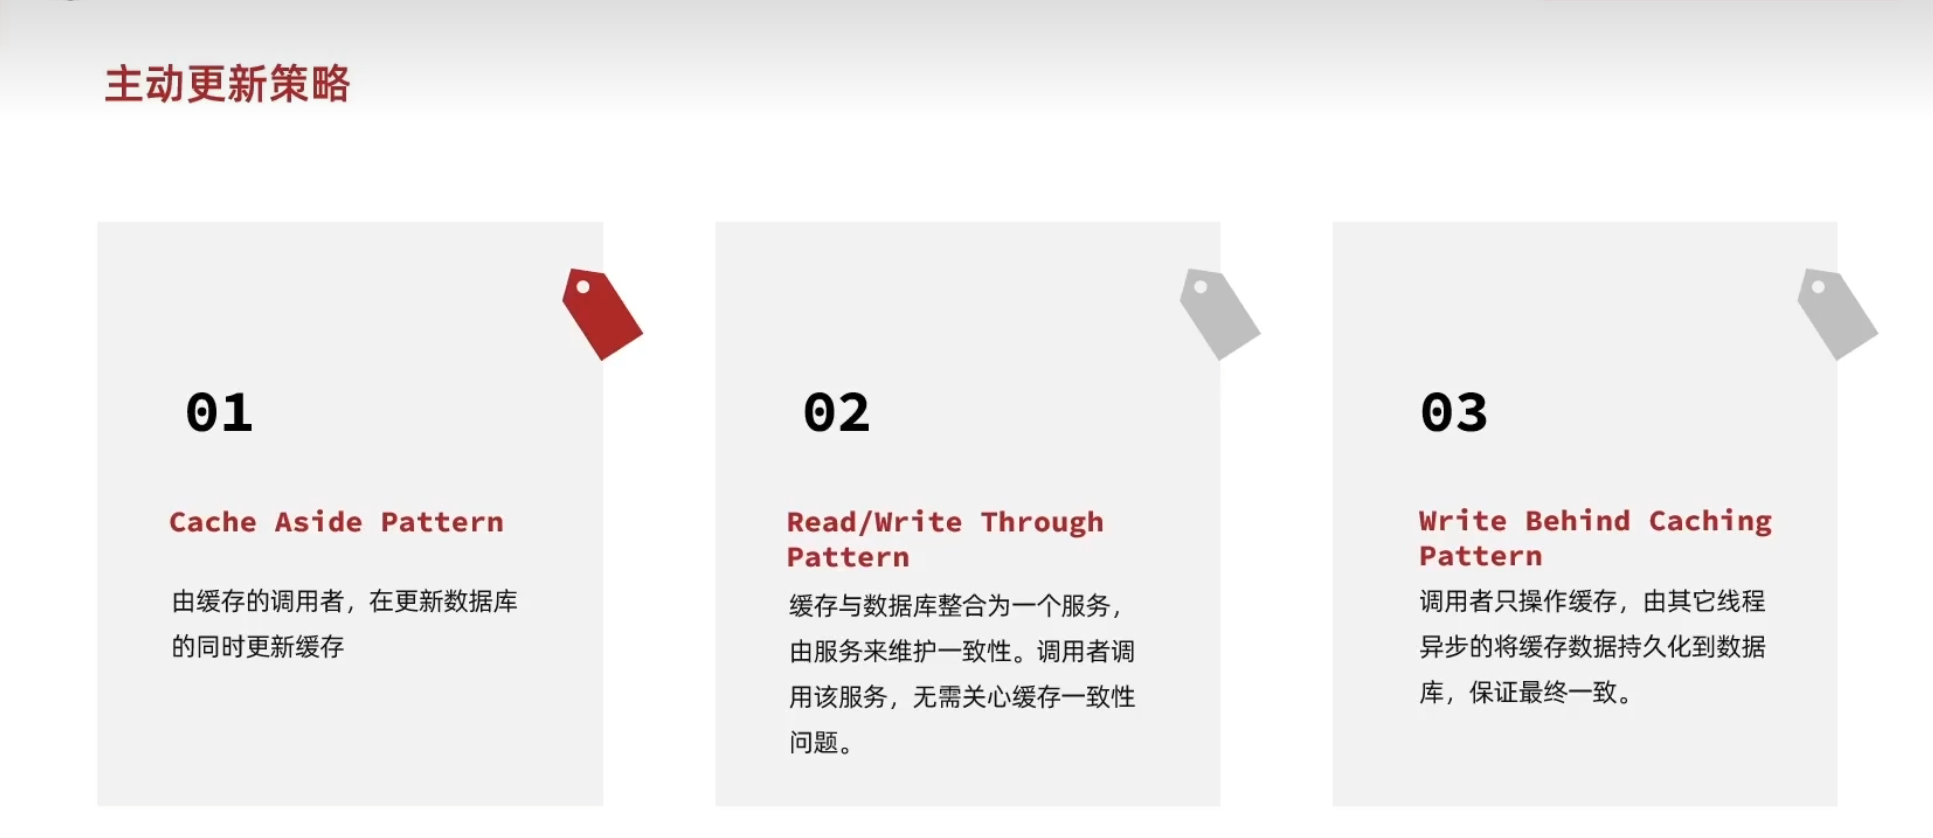 主动更新策略
01
Cache Aside Pattern
由缓存的调用者，在更新数据库
的同时更新缓存
02
Read/Write Through
Pattern
缓存与数据库整合为一个服务，
由服务来维护一致性。调用者调
用该服务，无需关心缓存一致性
问题。
03
Write Behind Caching
Pattern
调用者只操作缓存，由其它线程
异步的将缓存数据持久化到数据
库，保证最终一致。